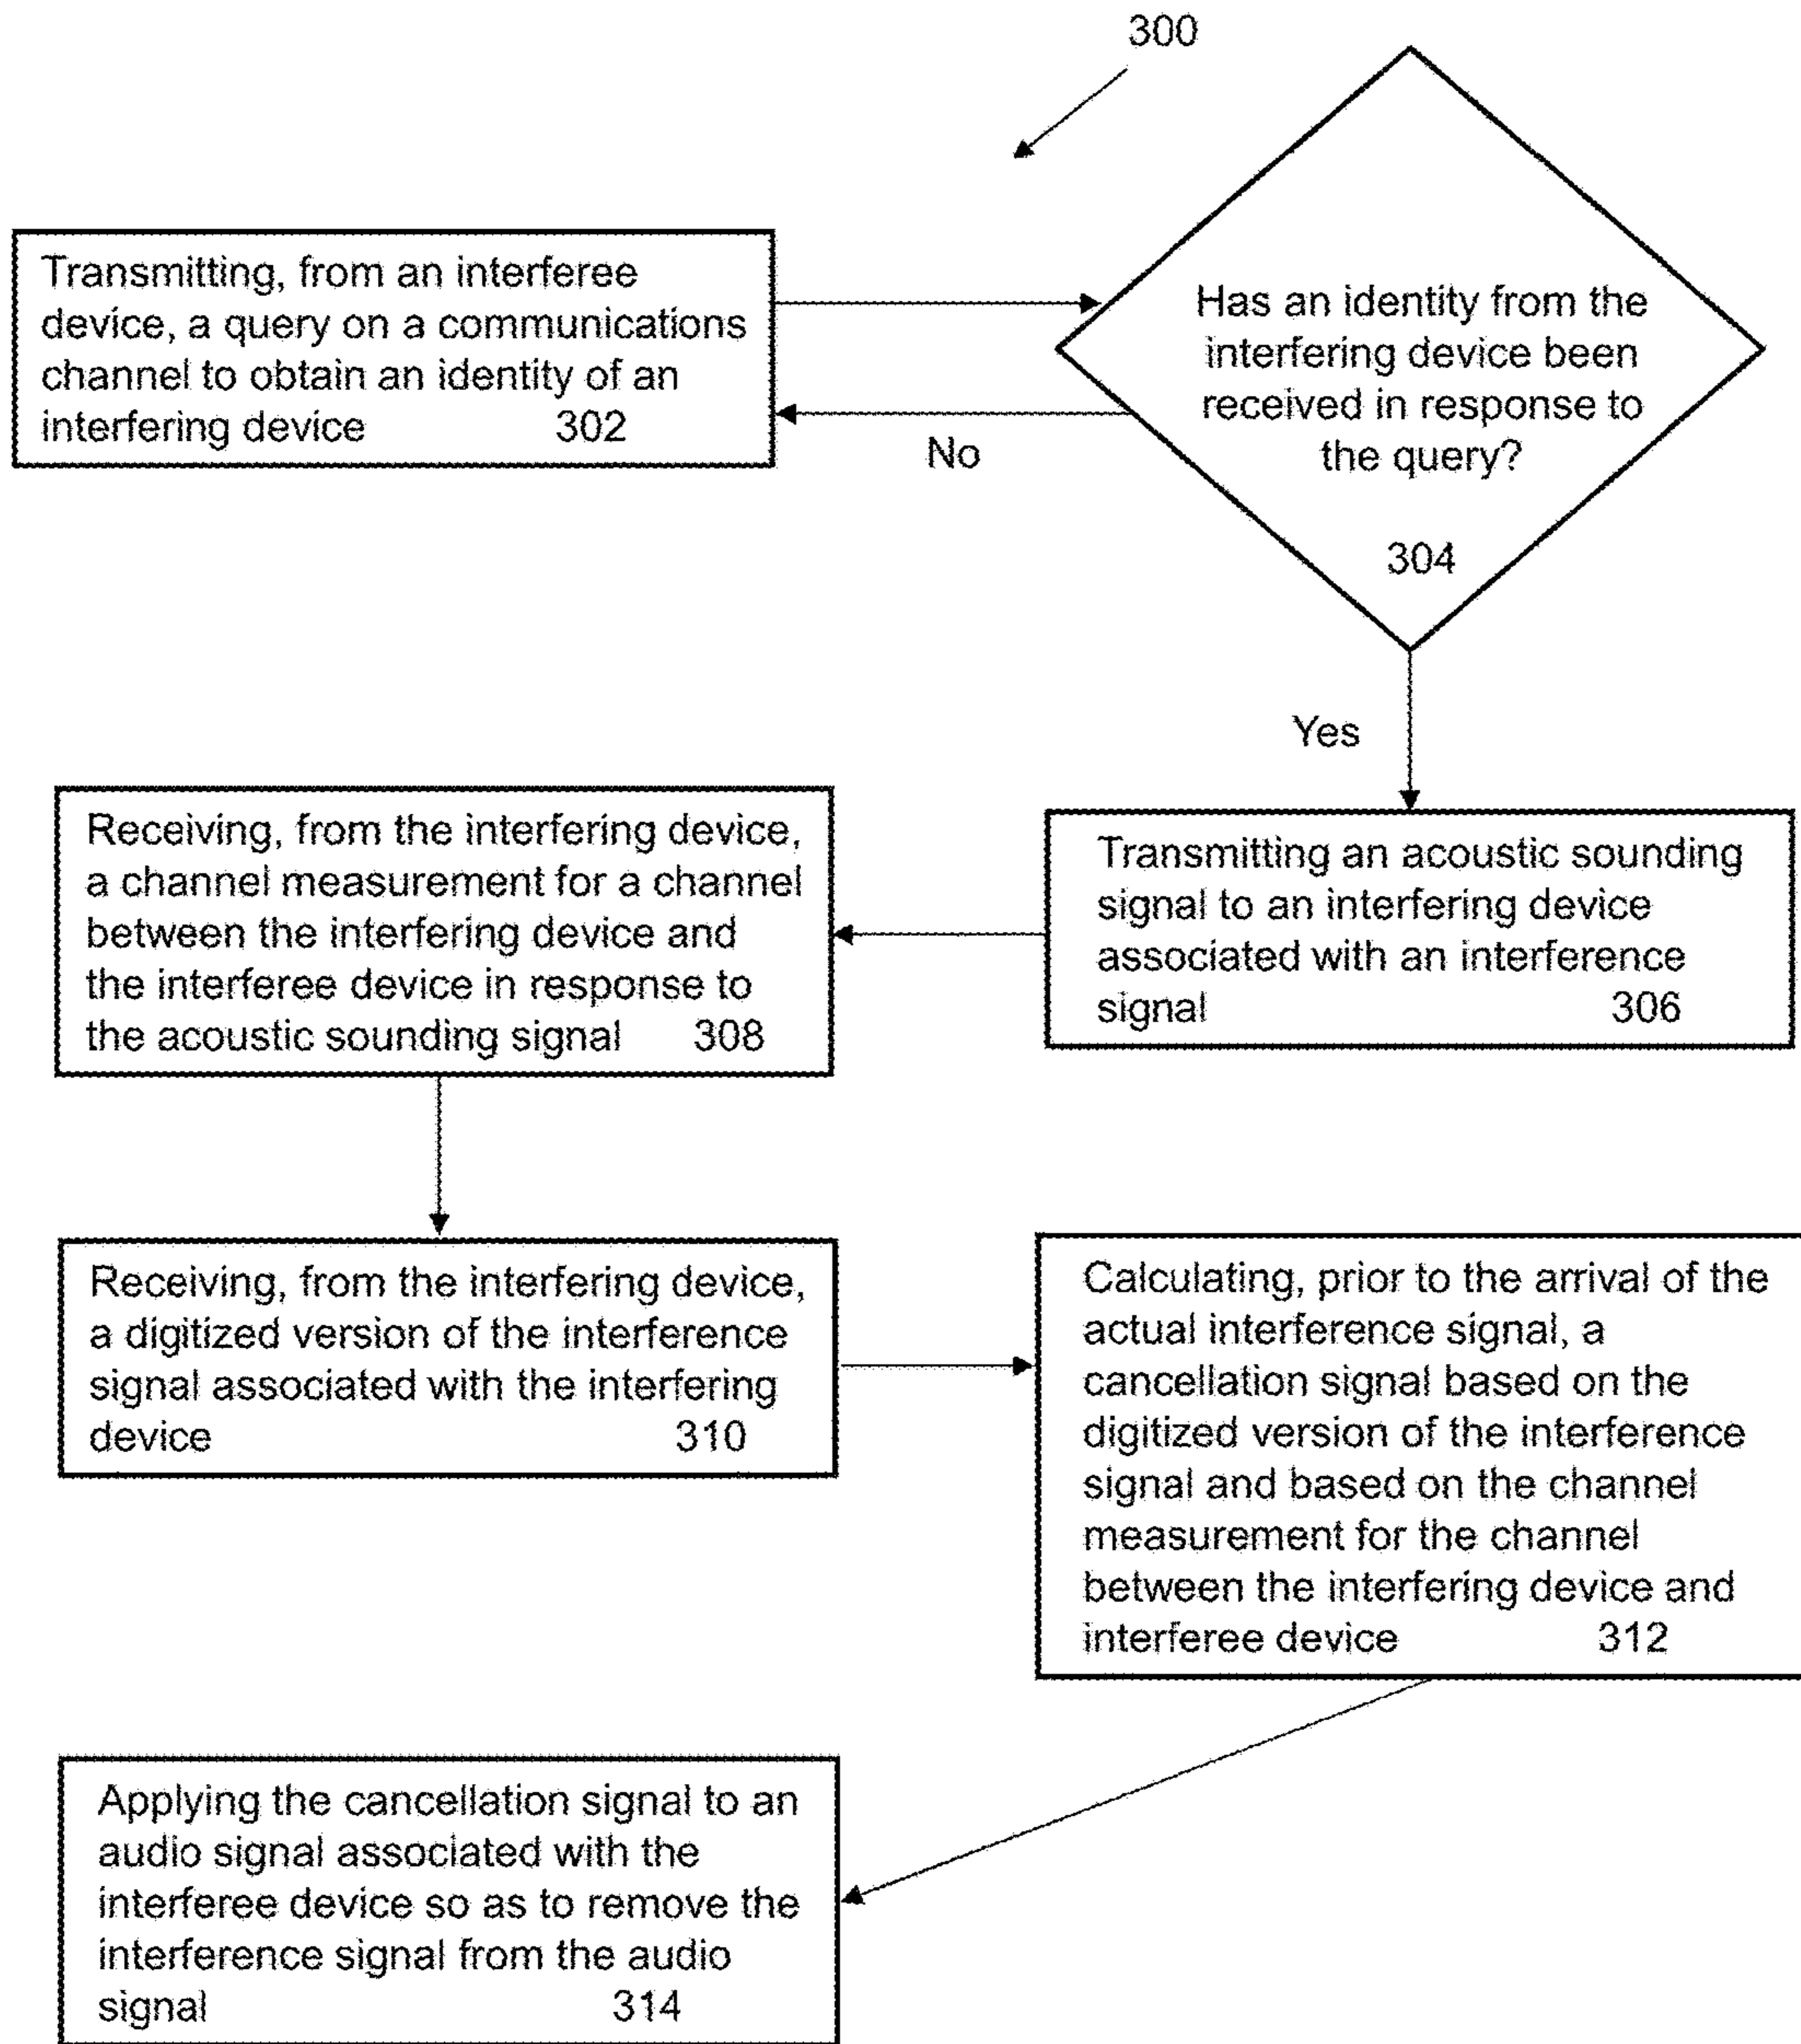 300
Transmitting, from an interferee
device, a query on a communications
channel to obtain an identity of an
interfering device 302
Has an identity from the
interfering device been
received in response to
the query?
304
No
Yes
Transmitting an acoustic sounding
signal to an interfering device
associated with an interference
signal 306
Receiving, from the interfering device,
a channel measurement for a channel
between the interfering device and
the interferee device in response to
the acoustic sounding signal 308
Receiving, from the interfering device,
a digitized version of the interference
signal associated with the interfering
device 310
Calculating, prior to the arrival of the
actual interference signal, a
cancellation signal based on the
digitized version of the interference
signal and based on the channel
measurement for the channel
between the interfering device and
interferee device 312
Applying the cancellation signal to an
audio signal associated with the
interferee device so as to remove the
interference signal from the audio
signal 314